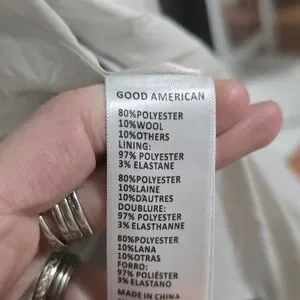 GOOD AMERICAN
80%POLYESTER
10%WOOL
10%OTHERS
LINING:
97% POLYESTER
3% ELASTANE
80%POLYESTER
10%LAINE
10%DAUTRES
DOUBLURE:
97% POLYESTER
3% ELASTHANNE
80%POLYESTER
10%LANA
10%OTRAS
FORRO:
97% POLIÉSTER
3% ELASTANO
MADE IN CHINA